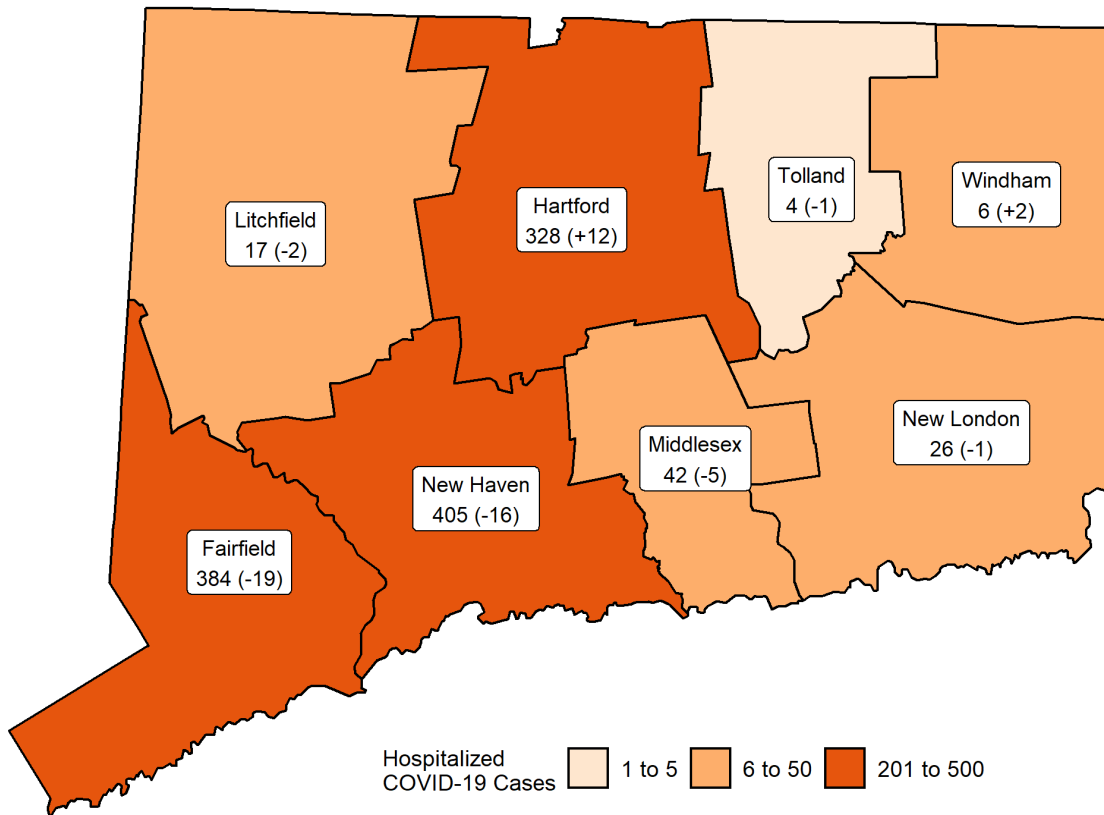 Tolland
4 (-1)
Windham
6 (+2)
Hartford
328 (+12)
Litchfield
17 (-2)
New London
26 (-1)
Middlesex
42 (-5)
New Haven
405 (-16)
Fairfield
384 (-19)
Hospitalized
COVID-19 Cases
1 to 5
6 to 50
201 to 500